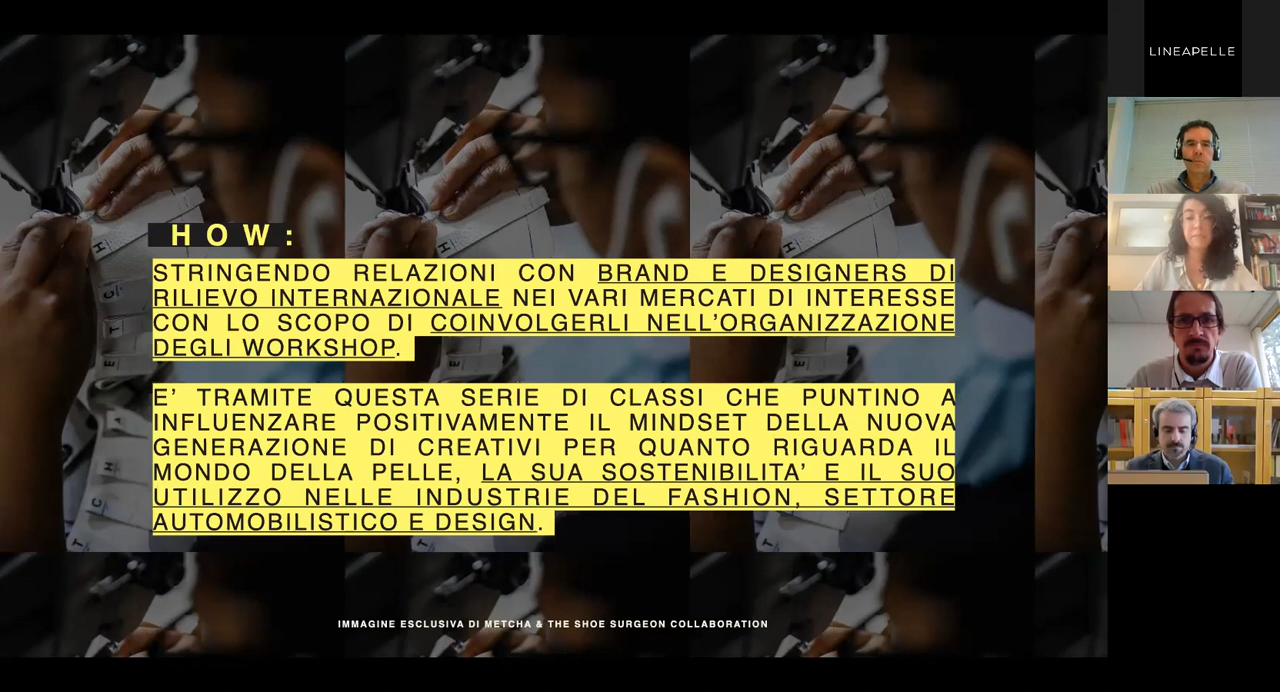 LINEAPELLE
HOW:
STRINGENDO RELAZIONI CON BRAND E DESIGNERS DI
RILIEVO INTERNAZIONALE NEI VARI MERCATI DI INTERESSE
CON LO SCOPO DI COINVOLGERLI NELL'ORGANIZZAZIONE
DEGLI WORKSHOP.
E' TRAMITE QUESTA SERIE DI CLASSI CHE PUNTINO A
INFLUENZARE POSITIVAMENTE IL MINDSET DELLA NUOVA
GENERAZIONE DI CREATIVI PER QUANTO RIGUARDA IL
MONDO DELLA PELLE, LA SUA SOSTENIBILITA' E IL SUO
UTILIZZO NELLE INDUSTRIE DEL FASHION, SETTORE
AUTOMOBILISTICO E DESIGN.
IMMAGINE ESCLUSIVA DI METCHA & THE SHOE SURGEON COLLABORATION